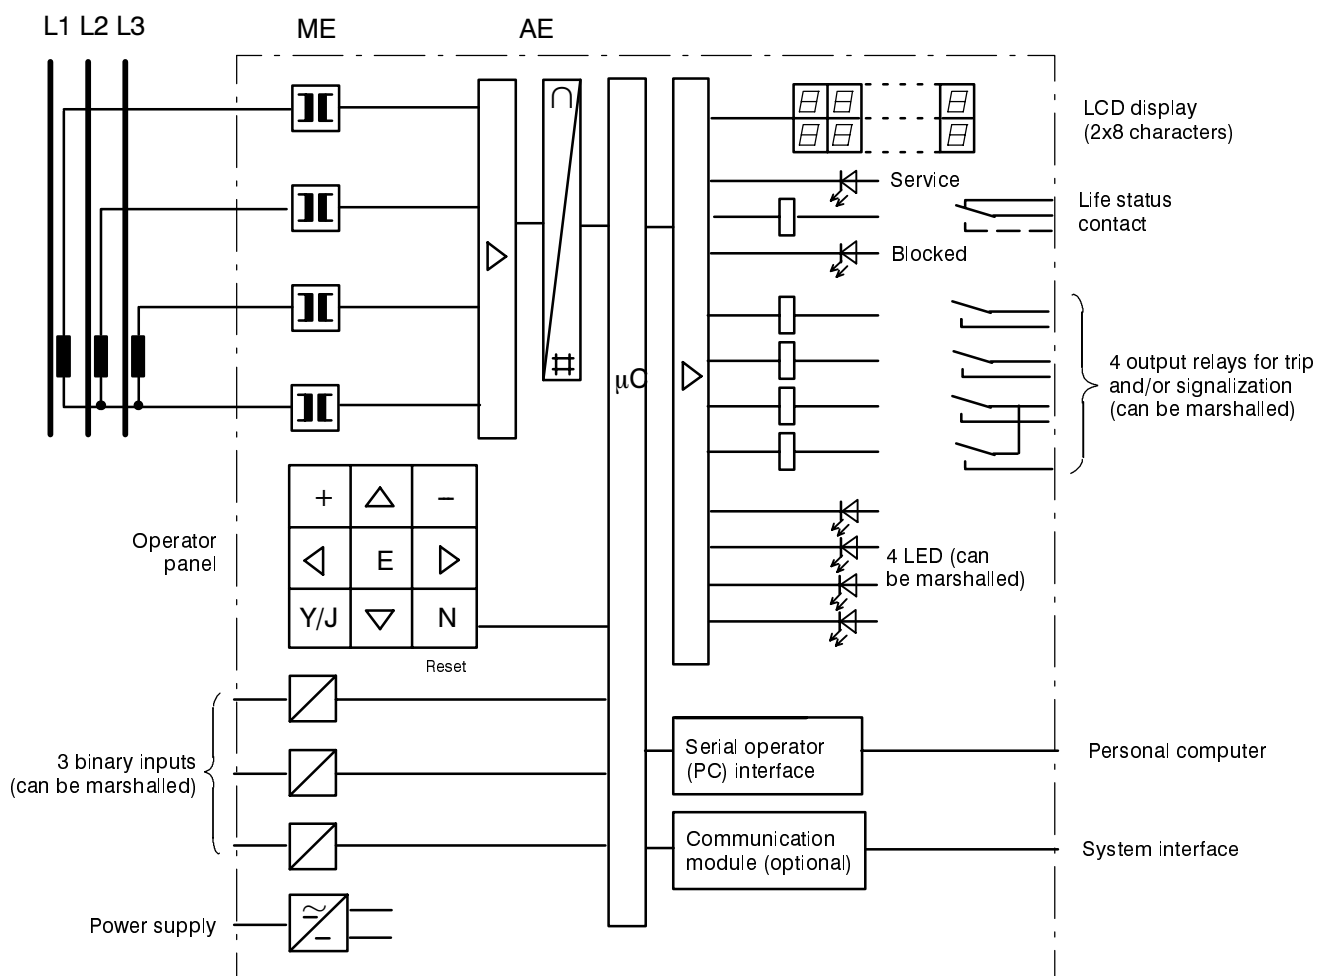 L1 L2 L3
ME
AE
LCD display
(2x8 characters)
Service
Life status
contact
Blocked
4 output relays for trip
and/or signalization
(can be marshalled)
μC
+
−
E
Y/J
N
Operator
panel
Reset
4 LED (can
be marshalled)
3 binary inputs
(can be marshalled)
Serial operator
(PC) interface
Personal computer
Communication
module (optional)
System interface
Power supply